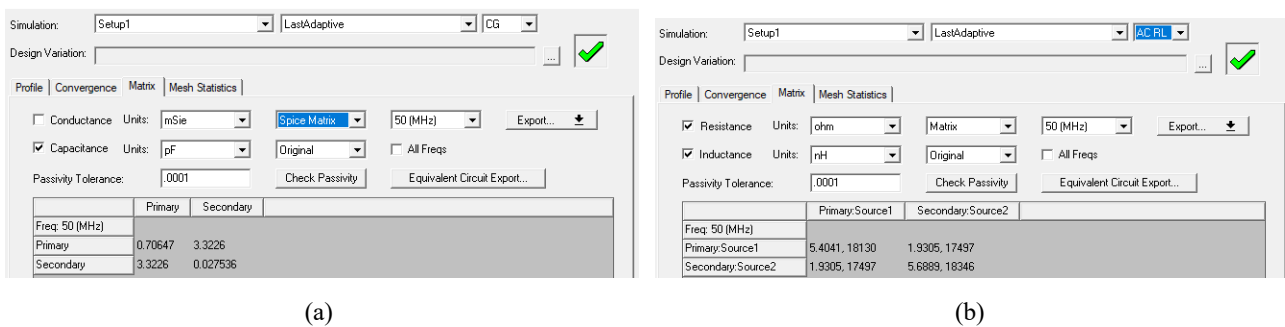 Simulation: Setup1 LastAdaptive CG
Design Variation: ...
Profile Convergence Matrix Mesh Statistics
Conductance Units: mSie Spice Matrix 50 (MHz) Export...
Capacitance Units: pF Original All Freqs
Passivity Tolerance: .0001 Check Passivity Equivalent Circuit Export...
Primary Secondary
Freq: 50 (MHz)
Primary 0.70647 3.3226
Secondary 3.3226 0.027536
(a)
Simulation: Setup1 LastAdaptive AC RL
Design Variation: ...
Profile Convergence Matrix Mesh Statistics
Resistance Units: ohm Matrix 50 (MHz) Export...
Inductance Units: nH Original All Freqs
Passivity Tolerance: .0001 Check Passivity Equivalent Circuit Export...
Primary:Source1 Secondary:Source2
Freq: 50 (MHz)
Primary:Source1 5.4041, 18130 1.9305, 17497
Secondary:Source2 1.9305, 17497 5.6889, 18346
(b)